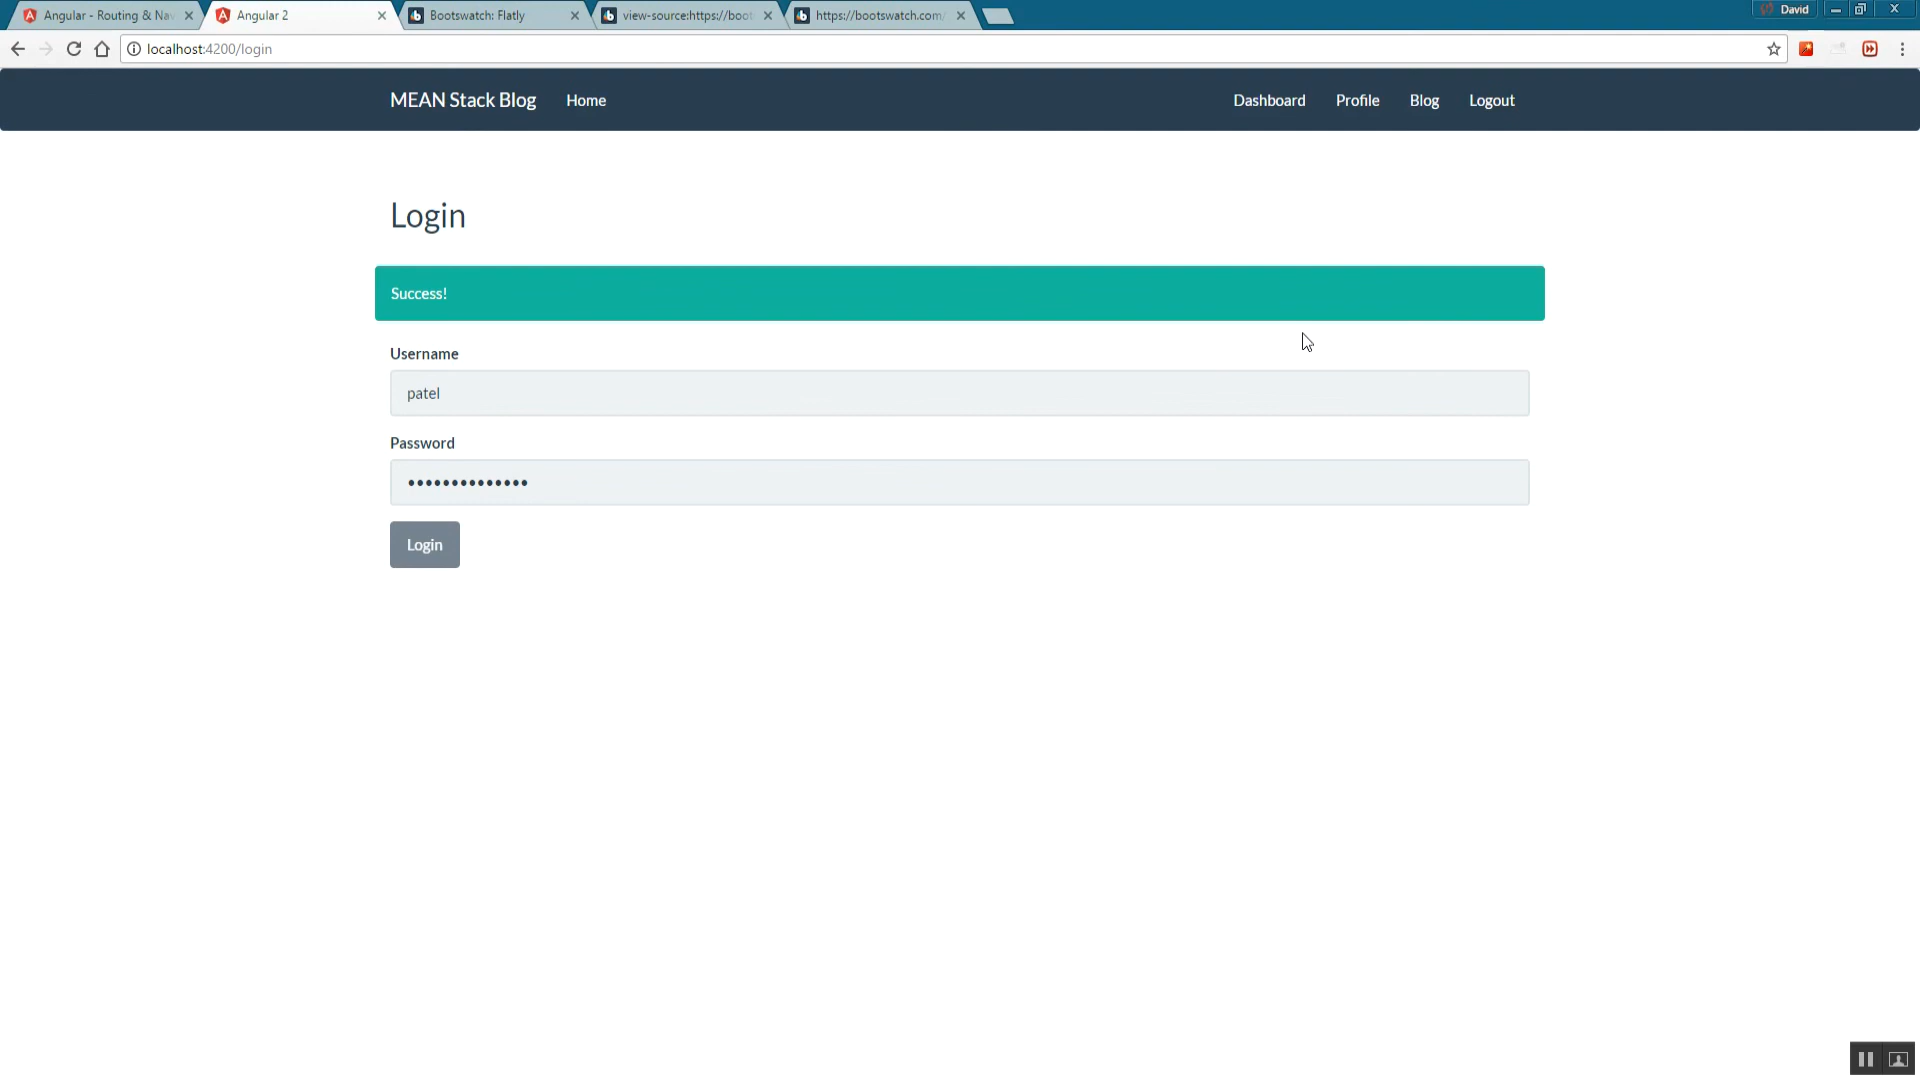 Angular - Routing & Nav
Angular 2
Bootswatch: Flatly
view-source:https://boot
https://bootswatch.com/
David
localhost:4200/login
MEAN Stack Blog
Home
Dashboard
Profile
Blog
Logout
Login
Success!
Username
patel
Password
••••••••••••••
Login